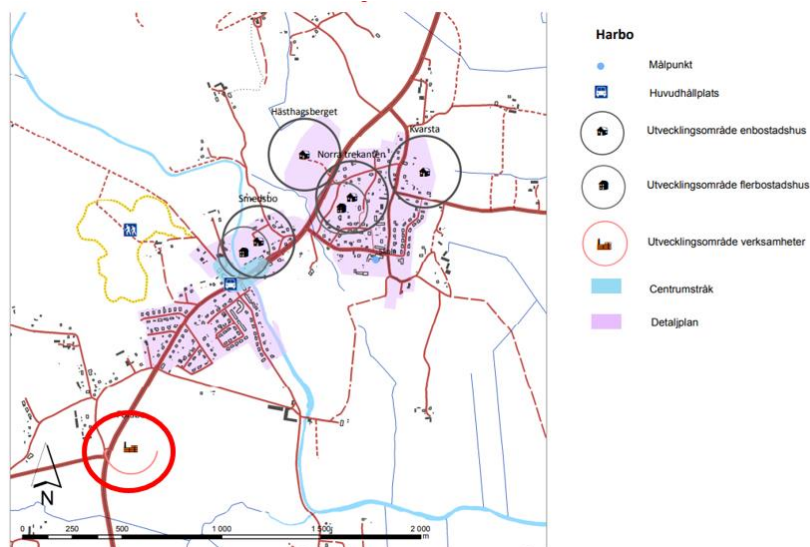 Harbo
Målpunkt
Huvudhållplats
Utvecklingsområde enbostadshus
Utvecklingsområde flerbostadshus
Utvecklingsområde verksamheter
Centrumstråk
Detaljplan
Hästhagsberget
Kvarsta
Norra trekanten
Smedsbo
N
0 250 500 1 000 1 500 2 000
m